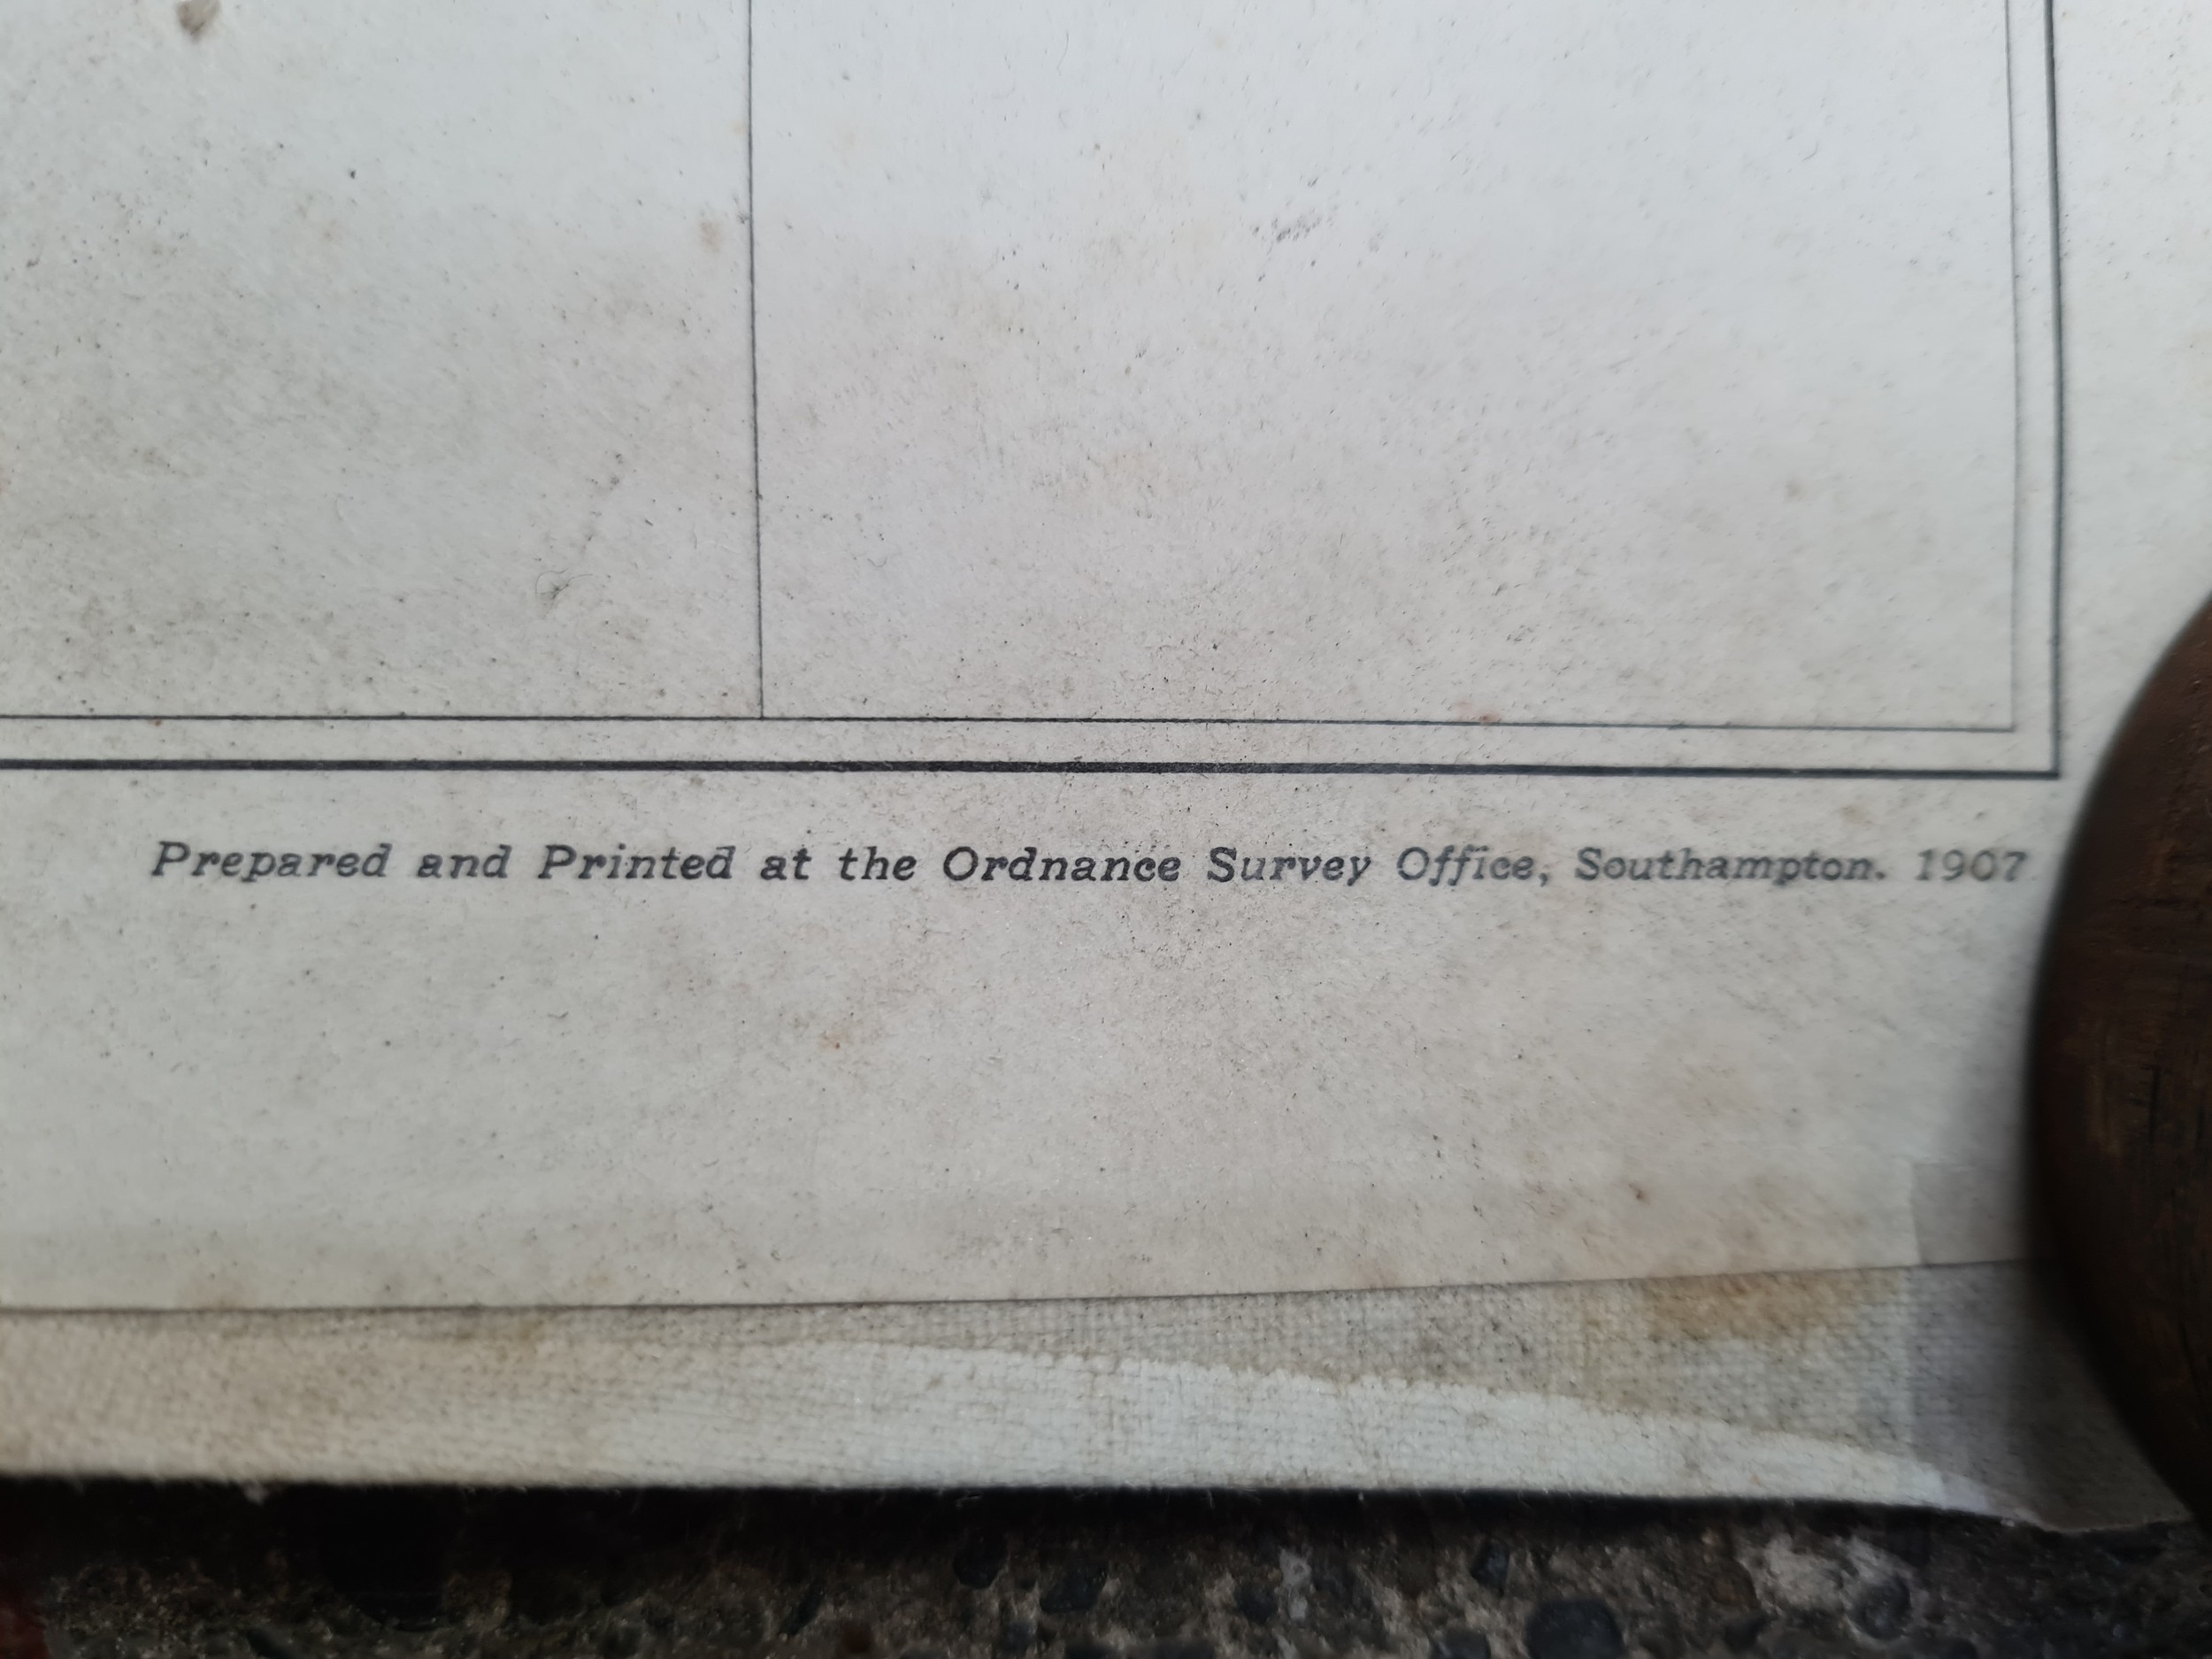 Prepared and Printed at the Ordnance Survey Office, Southampton. 1907